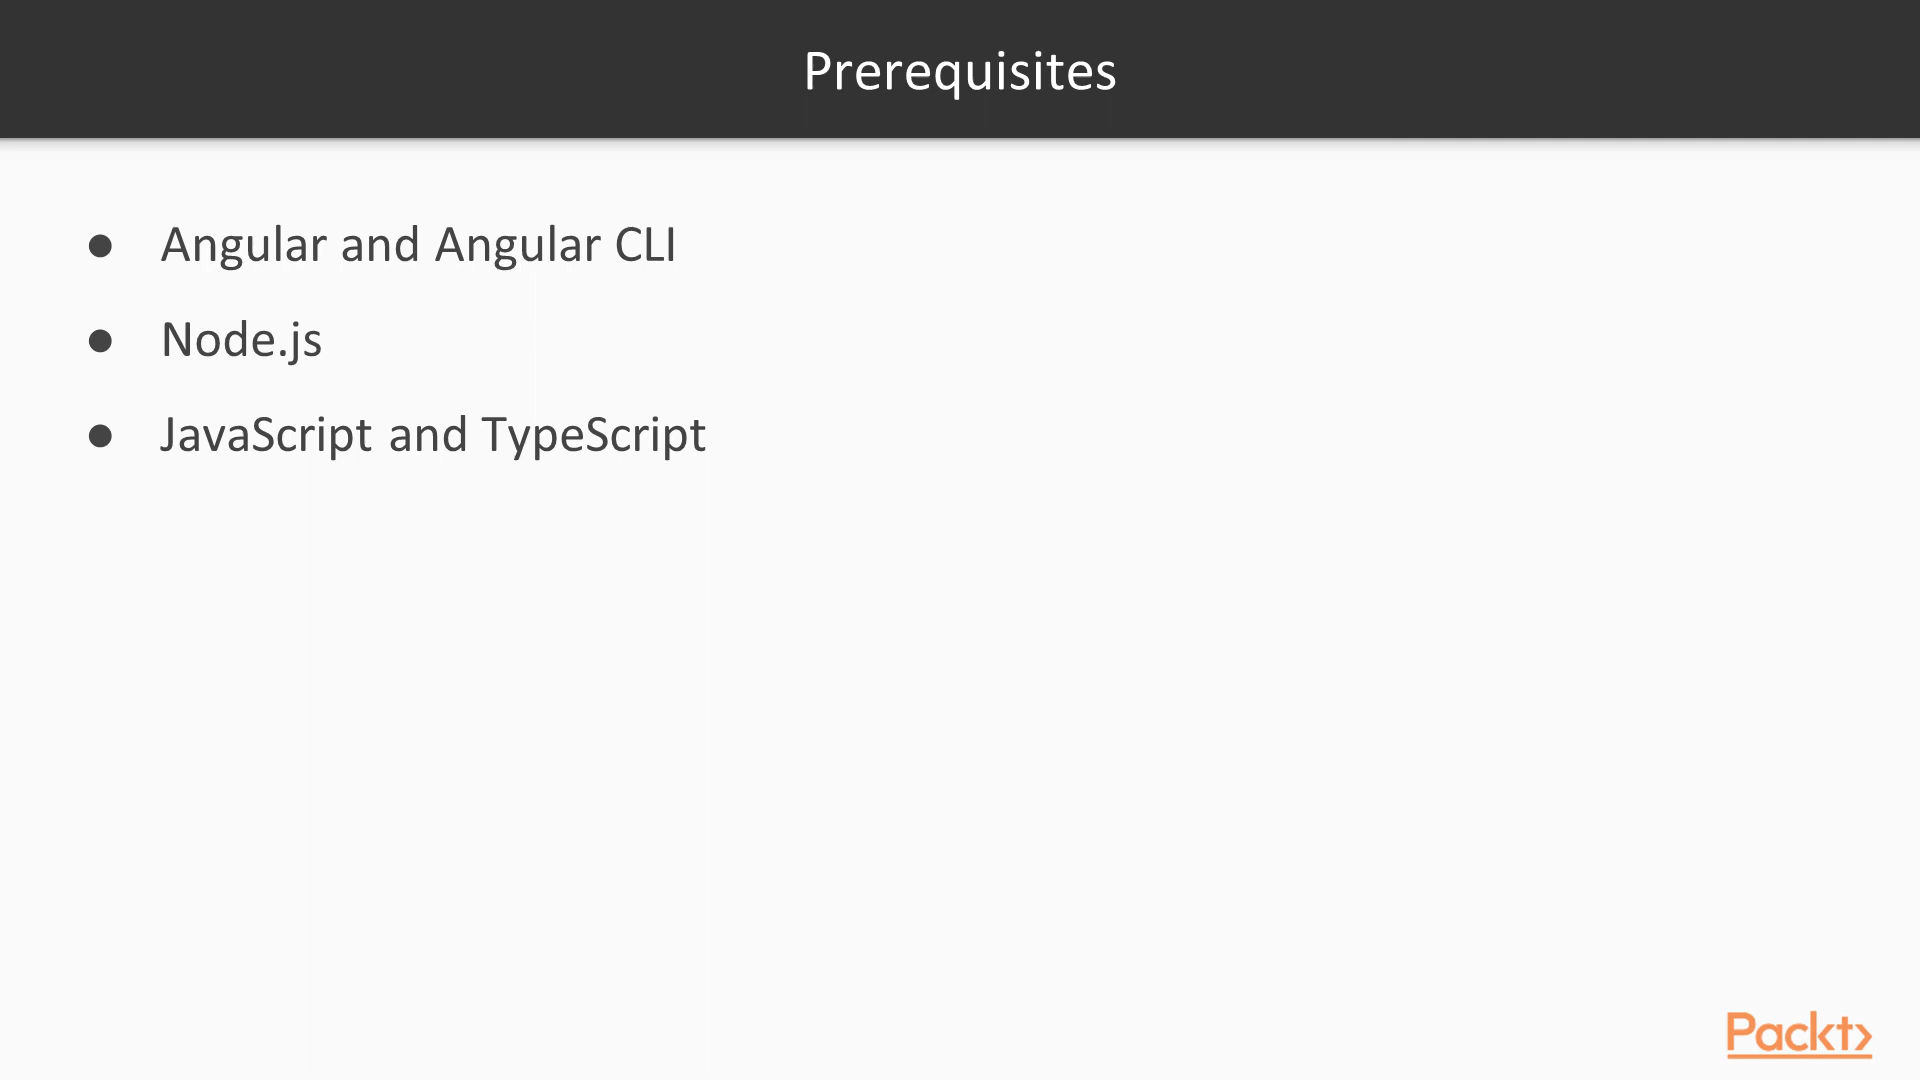 Prerequisites
● Angular and Angular CLI
● Node.js
● JavaScript and TypeScript
Packt>